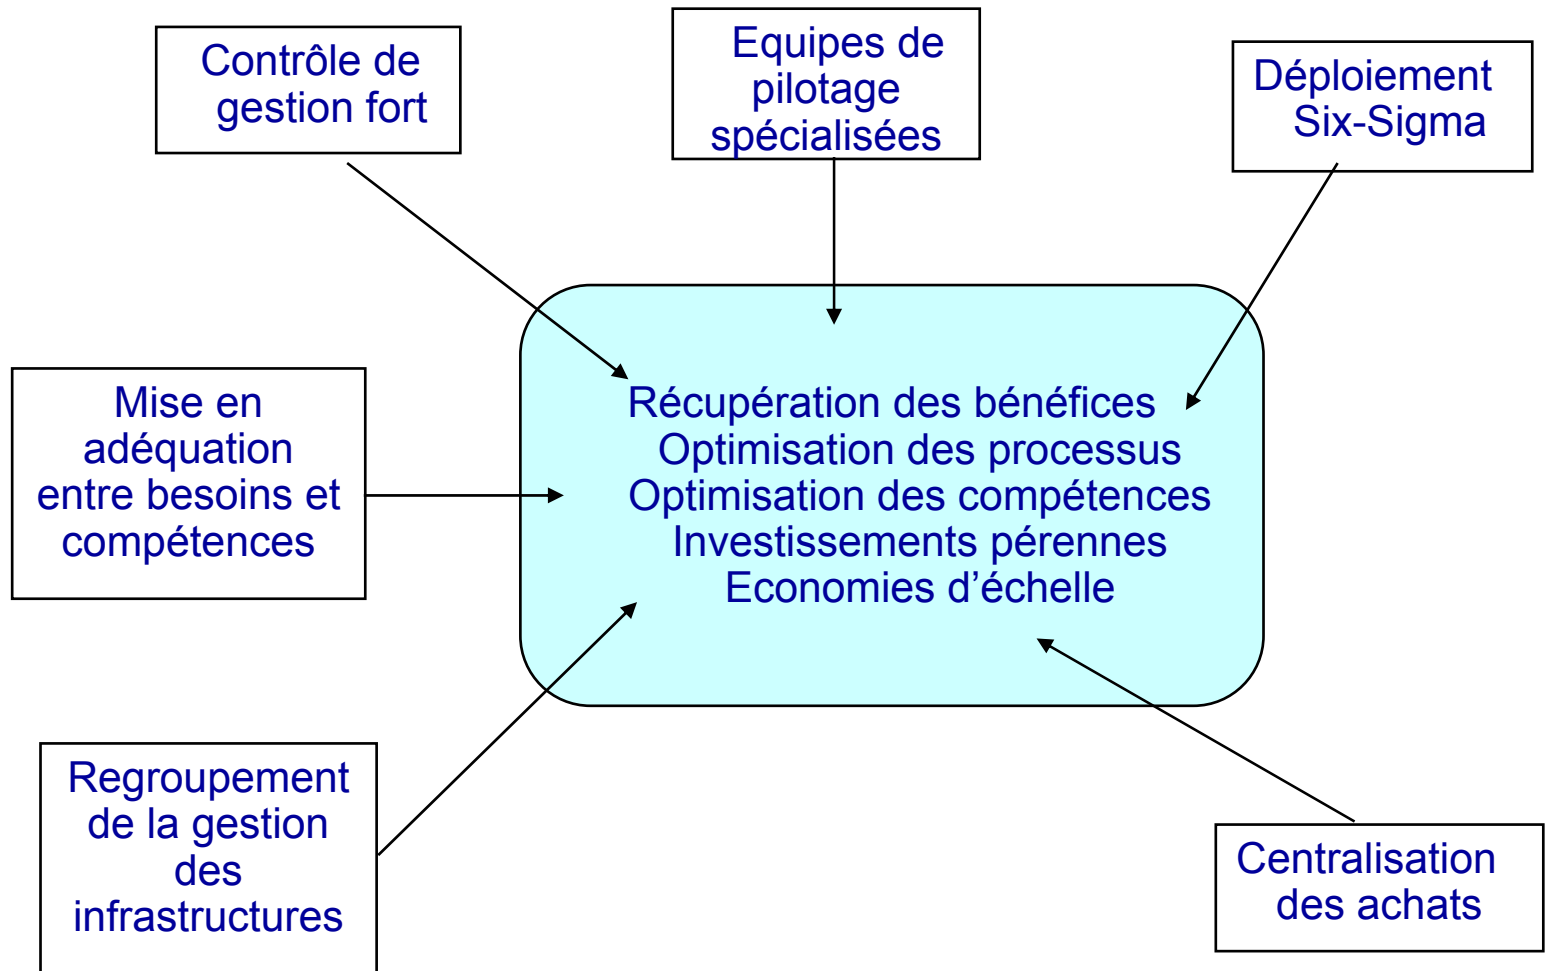 Contrôle de
gestion fort
Equipes de
pilotage
spécialisées
Déploiement
Six-Sigma
Mise en
adéquation
entre besoins et
compétences
Récupération des bénéfices
Optimisation des processus
Optimisation des compétences
Investissements pérennes
Economies d’échelle
Regroupement
de la gestion
des
infrastructures
Centralisation
des achats